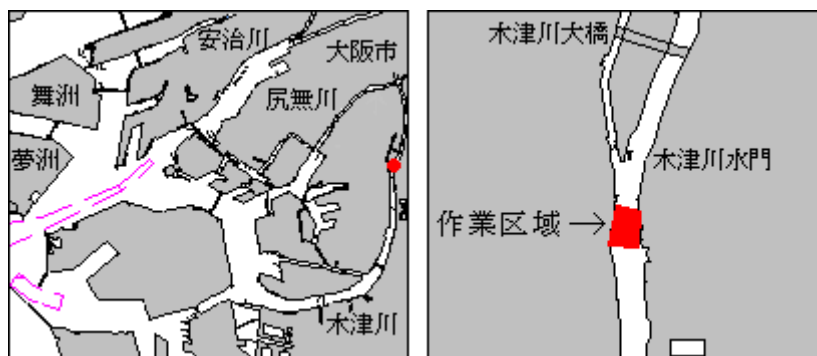 安治川
大阪市
舞洲
尻無川
夢洲
木津川
木津川大橋
木津川水門
作業区域→